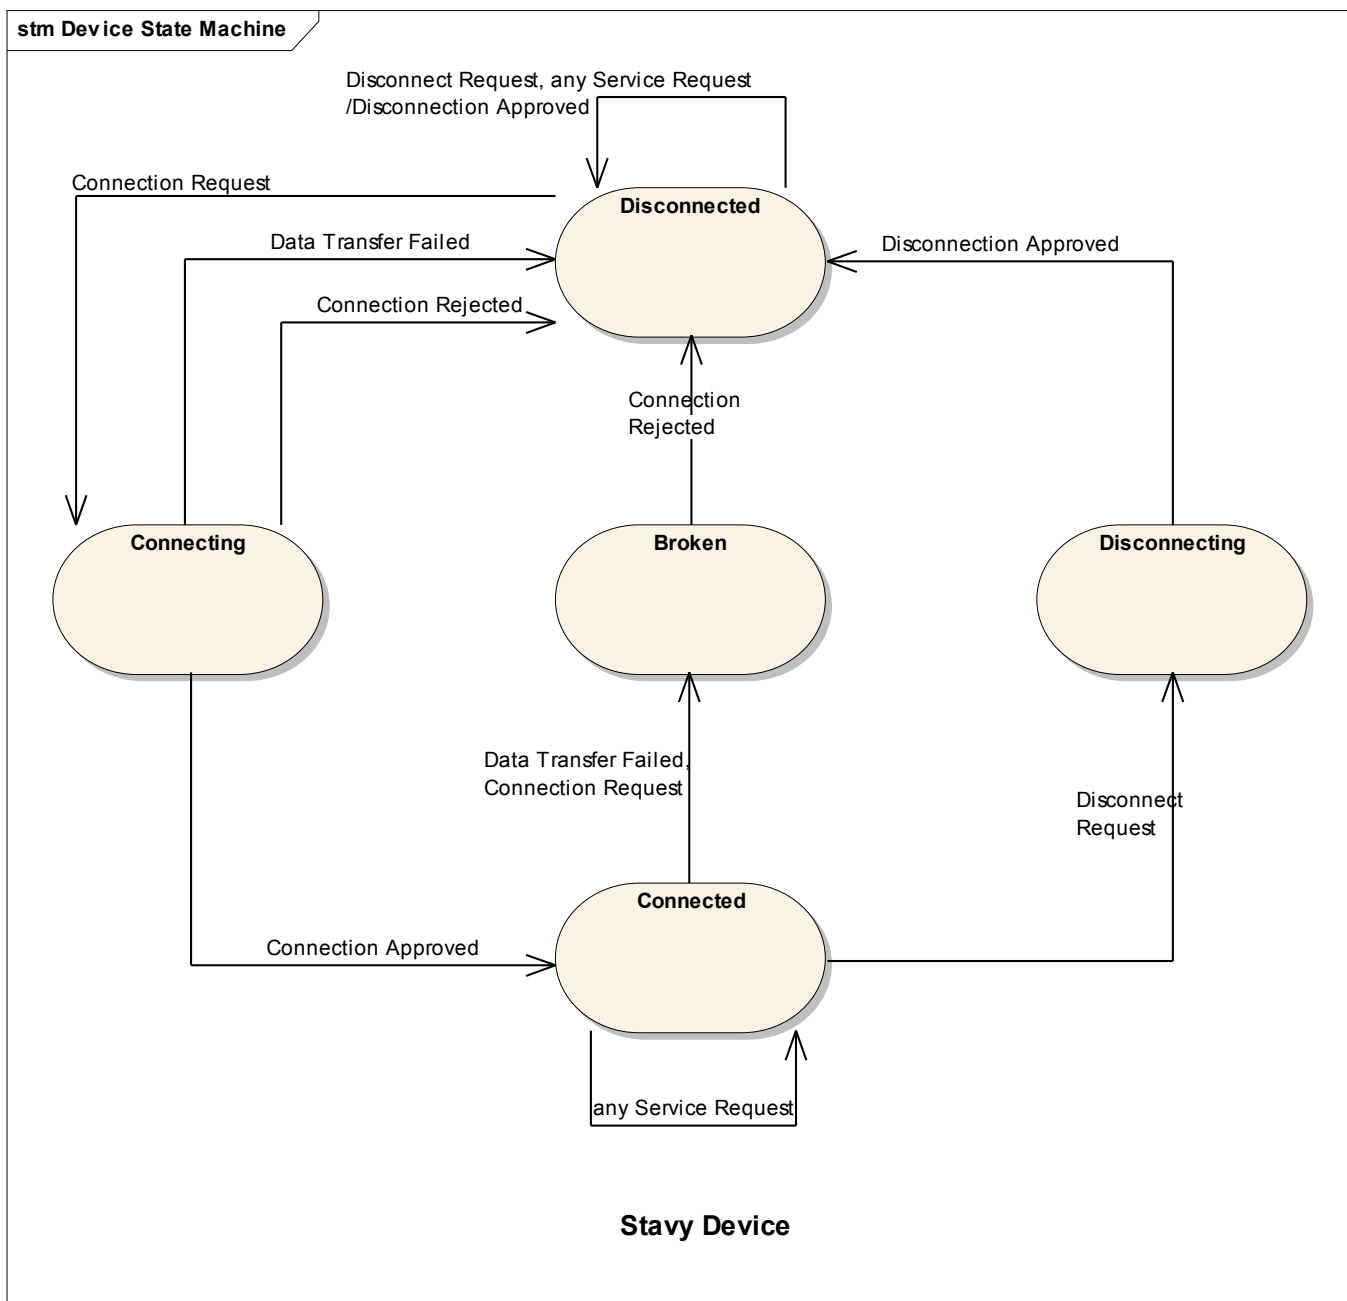 stm Device State Machine
Disconnect Request, any Service Request
/Disconnection Approved
Connection Request
Disconnected
Data Transfer Failed
Disconnection Approved
Connection Rejected
Connection
Rejected
Connecting
Broken
Disconnecting
Data Transfer Failed,
Connection Request
Disconnect
Request
Connected
Connection Approved
any Service Request
Stavy Device